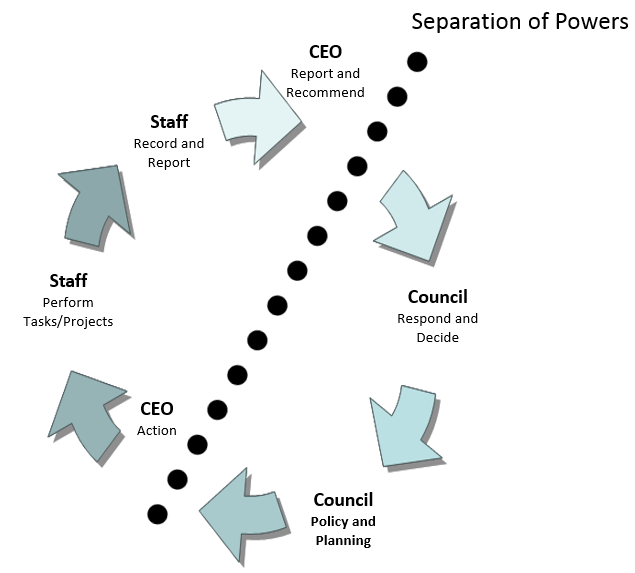 Separation of Powers
CEO
Report and
Recommend
Staff
Record and
Report
Staff
Perform
Tasks/Projects
Council
Respond and
Decide
CEO
Action
Council
Policy and
Planning